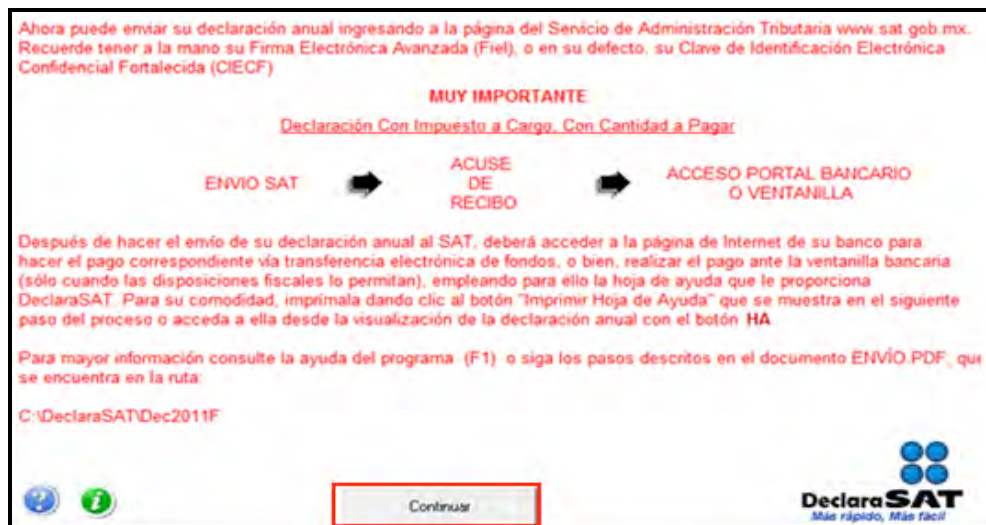 Ahora puede enviar su declaración anual ingresando a la página del Servicio de Administración Tributaria www.sat.gob.mx.
Recuerde tener a la mano su Firma Electrónica Avanzada (Fiel), o en su defecto, su Clave de Identificación Electrónica
Confidencial Fortalecida (CIECF)
MUY IMPORTANTE
Declaración Con Impuesto a Cargo, Con Cantidad a Pagar
ENVIO SAT
ACUSE
DE
RECIBO
ACCESO PORTAL BANCARIO
O VENTANILLA
Después de hacer el envío de su declaración anual al SAT, deberá acceder a la página de Internet de su banco para
hacer el pago correspondiente vía transferencia electrónica de fondos, o bien, realizar el pago ante la ventanilla bancaria
(sólo cuando las disposiciones fiscales lo permitan), empleando para ello la hoja de ayuda que le proporciona
DeclaraSAT. Para su comodidad, imprímala dando clic al botón "Imprimir Hoja de Ayuda" que se muestra en el siguiente
paso del proceso o acceda a ella desde la visualización de la declaración anual con el botón HA
Para mayor información consulte la ayuda del programa (F1) o siga los pasos descritos en el documento ENVÍO.PDF, que
se encuentra en la ruta:
C:\DeclaraSAT\Dec2011F
Continuar
DeclaraSAT
Más rápido, Más fácil